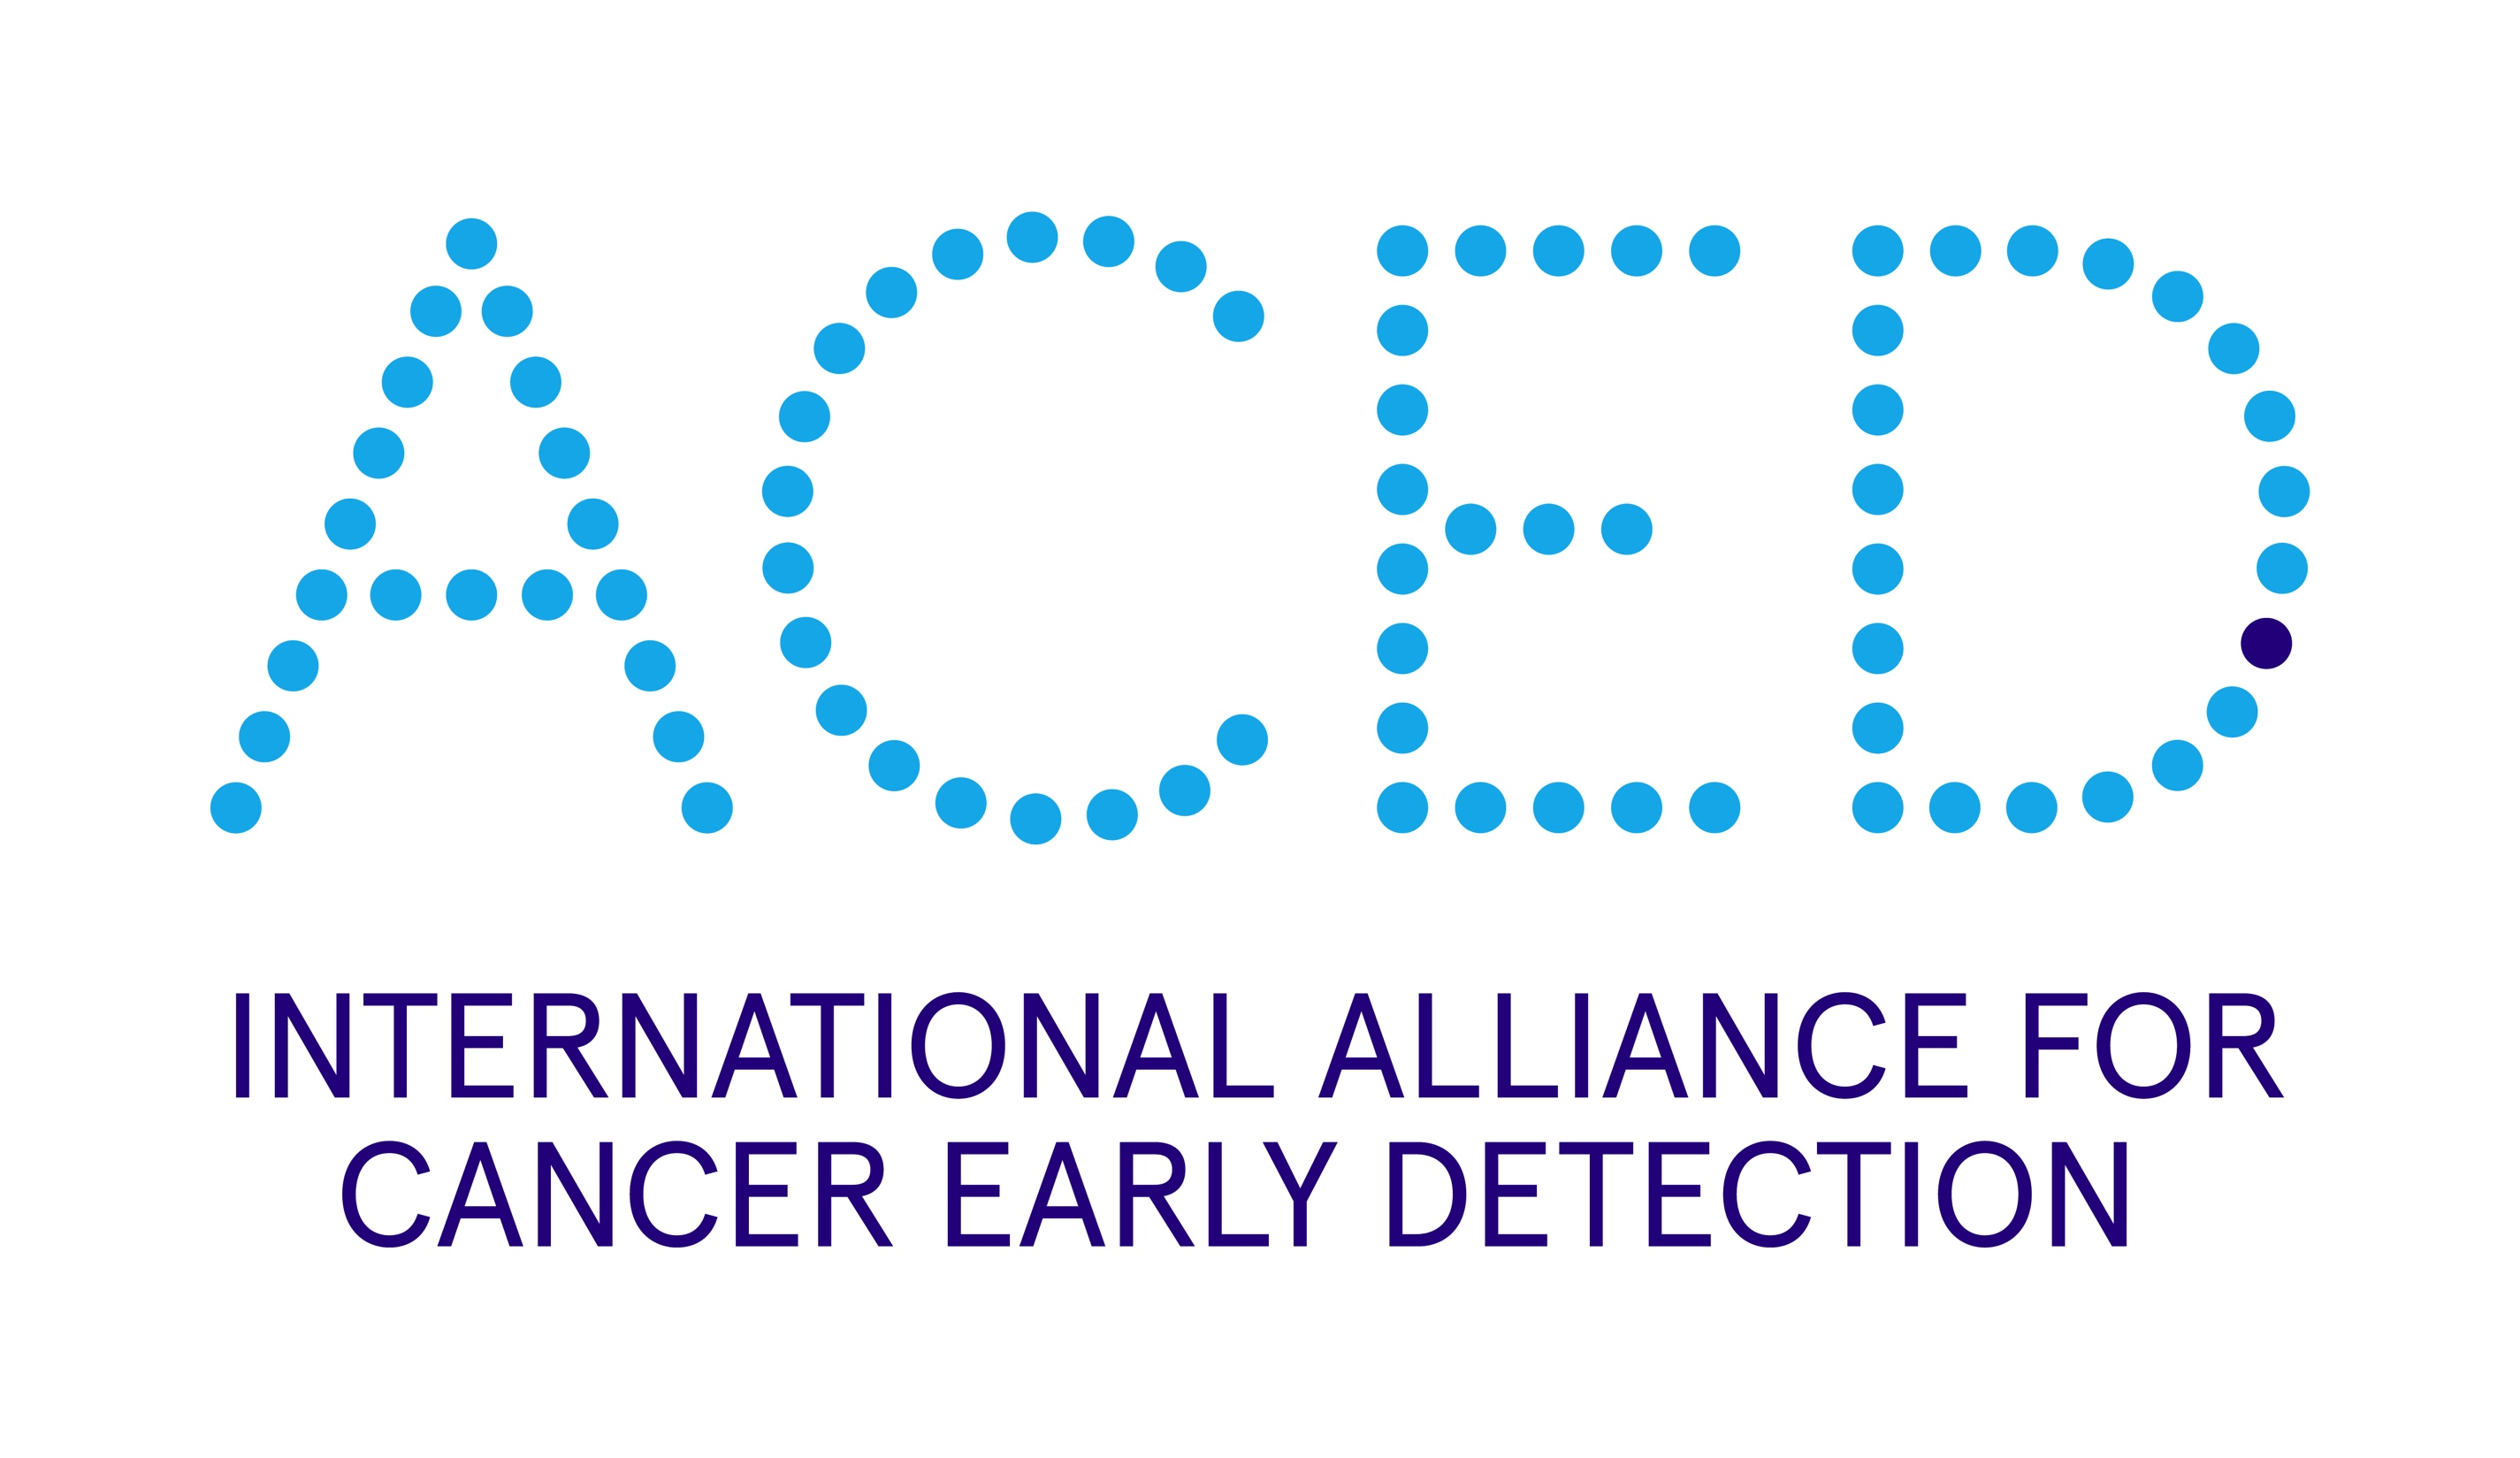 ACED
INTERNATIONAL ALLIANCE FOR
CANCER EARLY DETECTION